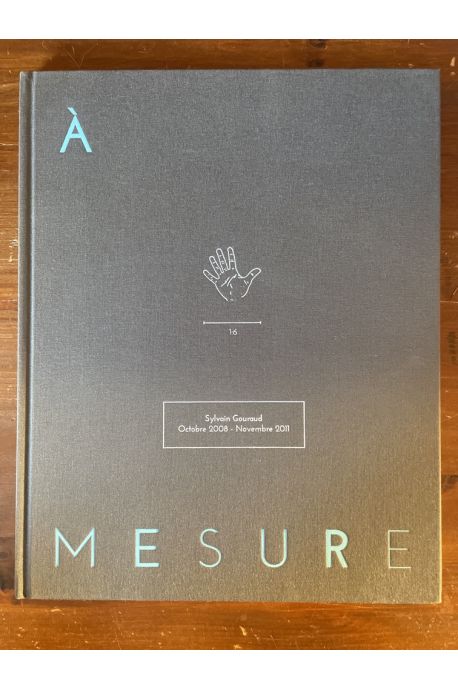 À
16
Sylvain Gouraud
Octobre 2008 - Novembre 2011
MESURE